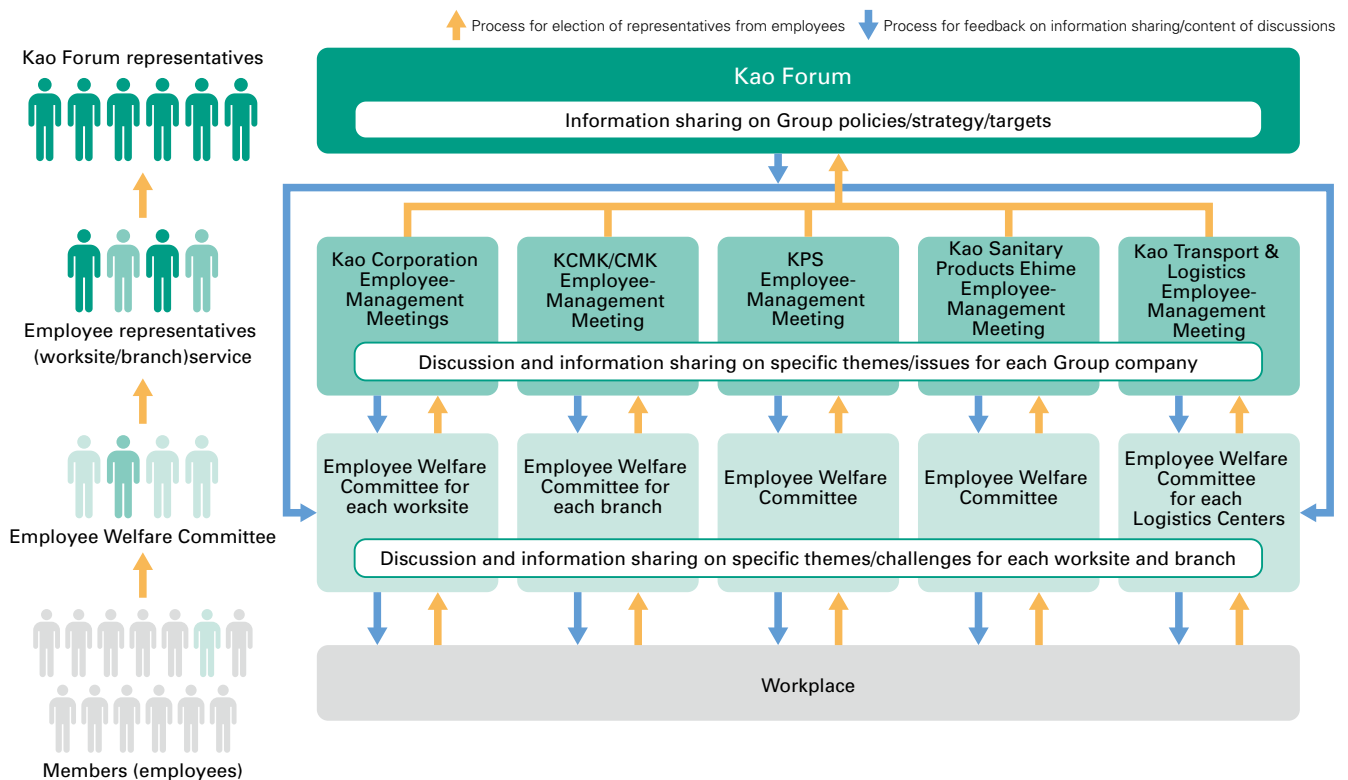 Process for election of representatives from employees
Process for feedback on information sharing/content of discussions
Kao Forum representatives
Employee representatives
(worksite/branch)service
Employee Welfare Committee
Members (employees)
Kao Forum
Information sharing on Group policies/strategy/targets
Kao Corporation
Employee-
Management
Meetings
KCMK/CMK
Employee-
Management
Meeting
KPS
Employee-
Management
Meeting
Kao Sanitary
Products Ehime
Employee-
Management
Meeting
Kao Transport &
Logistics
Employee-
Management
Meeting
Discussion and information sharing on specific themes/issues for each Group company
Employee Welfare
Committee for
each worksite
Employee Welfare
Committee for
each branch
Employee Welfare
Committee
Employee Welfare
Committee
Employee Welfare
Committee
for each
Logistics Centers
Discussion and information sharing on specific themes/challenges for each worksite and branch
Workplace